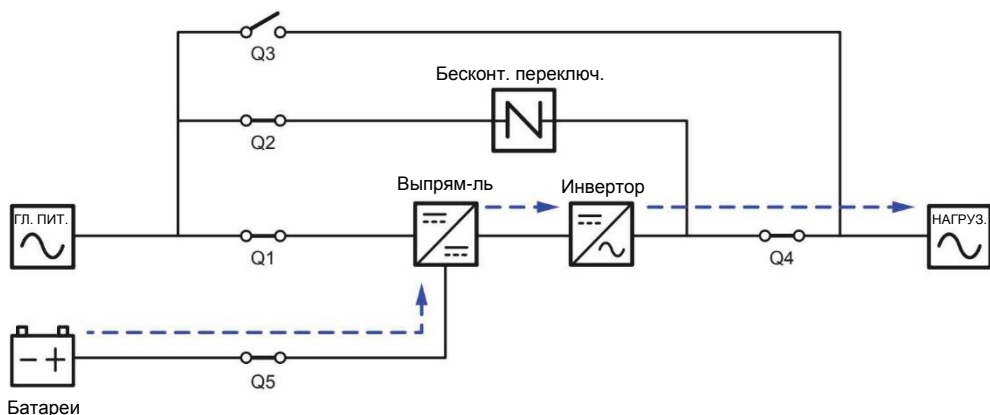 Q3
Бесконт. переключ.
Q2
Выпрям-ль
Инвертор
ГЛ. ПИТ.
НАГРУЗ.
Q1
Q4
Q5
Батареи